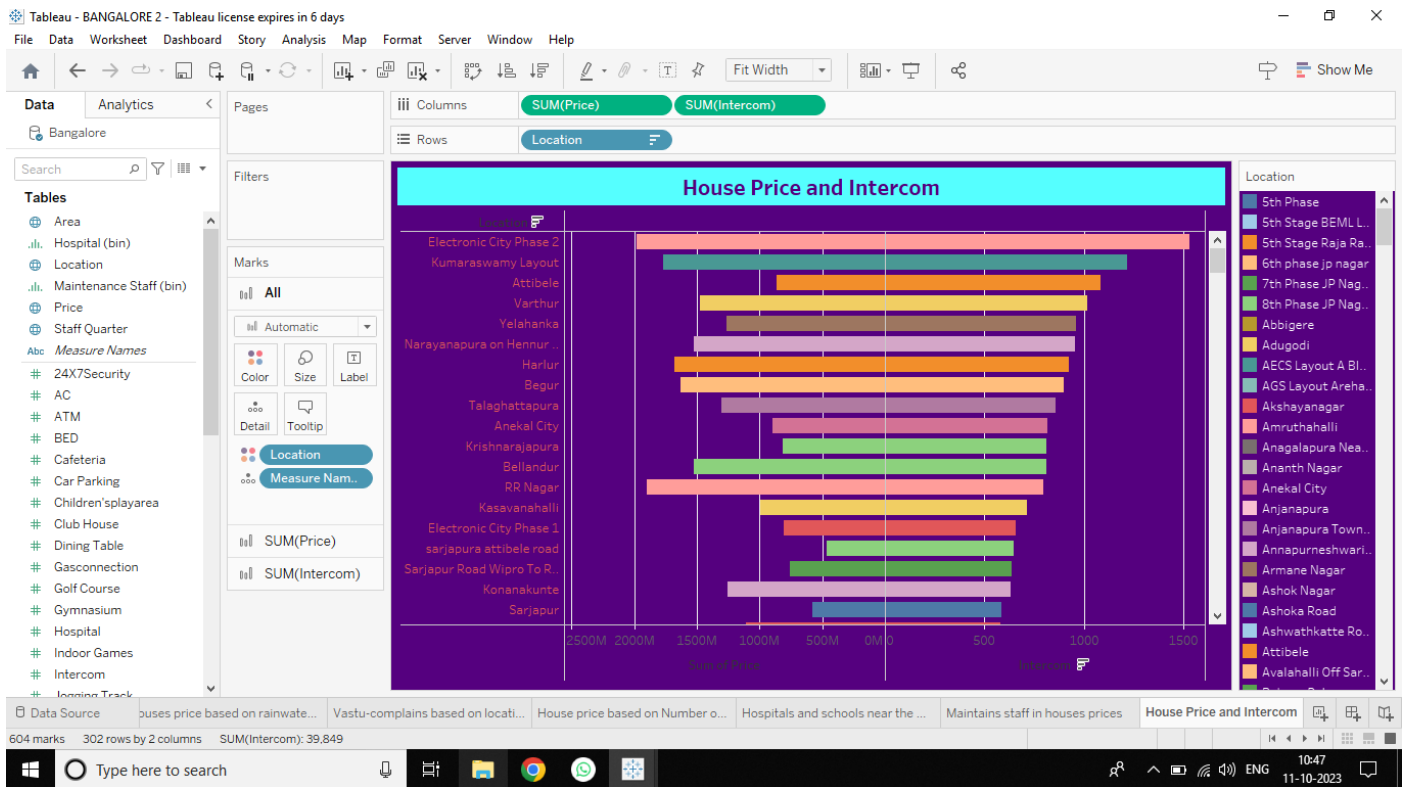 Tableau - BANGALORE 2 - Tableau license expires in 6 days
File Data Worksheet Dashboard Story Analysis Map Format Server Window Help
Fit Width
Show Me
Data Analytics
Bangalore
Search
Tables
Area
Hospital (bin)
Location
Maintenance Staff (bin)
Price
Staff Quarter
Abc Measure Names
# 24X7Security
# AC
# ATM
# BED
# Cafeteria
# Car Parking
# Children'splayarea
# Club House
# Dining Table
# Gasconnection
# Golf Course
# Gymnasium
# Hospital
# Indoor Games
# Intercom
# Jogging Track
Pages
Filters
Marks
All
Automatic
Color Size Label
Detail Tooltip
Location
Measure Nam..
SUM(Price)
SUM(Intercom)
Columns SUM(Price) SUM(Intercom)
Rows Location
House Price and Intercom
Location
Electronic City Phase 2
Kumaraswamy Layout
Attibele
Varthur
Yelahanka
Narayanapura on Hennur ..
Harlur
Begur
Talaghattapura
Anekal City
Krishnarajapura
Bellandur
RR Nagar
Kasavanahalli
Electronic City Phase 1
sarjapura attibele road
Sarjapur Road Wipro To R..
Konanakunte
Sarjapur
2500M 2000M 1500M 1000M 500M 0M 0 500 1000 1500
Sum of Price Intercom
Location
5th Phase
5th Stage BEML L..
5th Stage Raja Ra..
6th phase jp nagar
7th Phase JP Nag..
8th Phase JP Nag..
Abbigere
Adugodi
AECS Layout A Bl..
AGS Layout Areha..
Akshayanagar
Amruthahalli
Anagalapura Nea..
Ananth Nagar
Anekal City
Anjanapura
Anjanapura Town..
Annapurneshwari..
Armane Nagar
Ashok Nagar
Ashoka Road
Ashwathkatte Ro..
Attibele
Avalahalli Off Sar..
Data Source ouses price based on rainwate... Vastu-complains based on locati... House price based on Number o... Hospitals and schools near the ... Maintains staff in houses prices House Price and Intercom
604 marks 302 rows by 2 columns SUM(Intercom): 39,849
Type here to search
ENG
10:47
11-10-2023